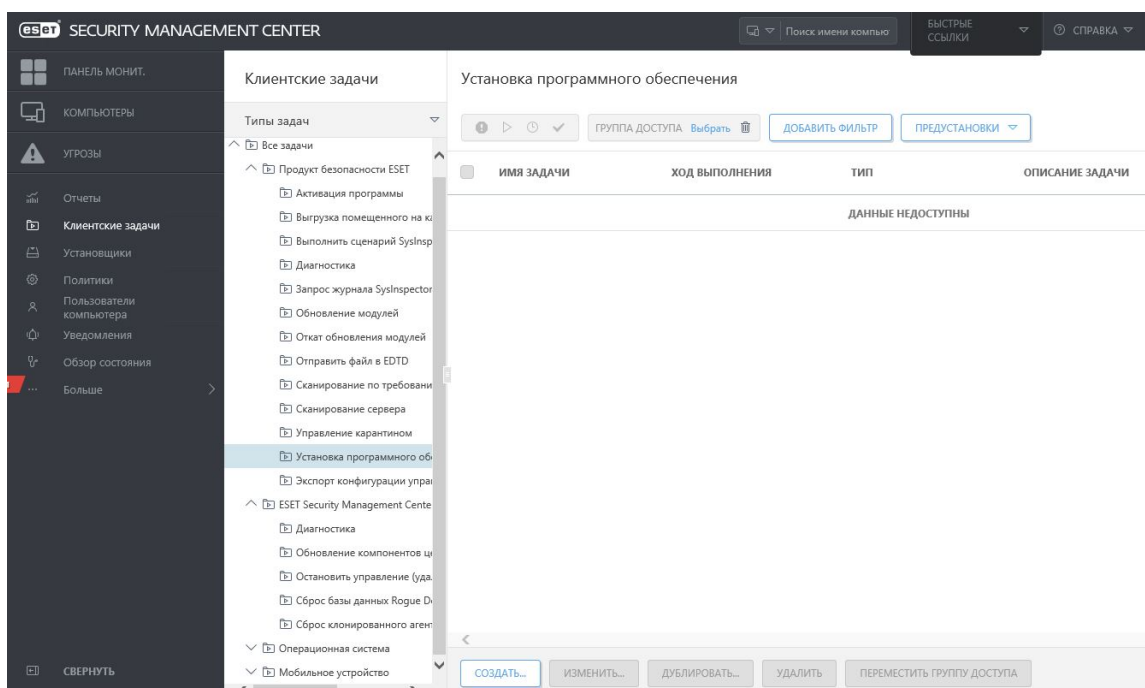 eset SECURITY MANAGEMENT CENTER
Поиск имени компью
БЫСТРЫЕ
ССЫЛКИ
СПРАВКА
ПАНЕЛЬ МОНИТ.
КОМПЬЮТЕРЫ
УГРОЗЫ
Отчеты
Клиентские задачи
Установщики
Политики
Пользователи
компьютера
Уведомления
Обзор состояния
Больше
СВЕРНУТЬ
Клиентские задачи
Типы задач
Все задачи
Продукт безопасности ESET
Активация программы
Выгрузка помещенного на ка
Выполнить сценарий SysInsp
Диагностика
Запрос журнала SysInspector
Обновление модулей
Откат обновления модулей
Отправить файл в EDTD
Сканирование по требовани
Сканирование сервера
Управление карантином
Установка программного об
Экспорт конфигурации упра
ESET Security Management Cente
Диагностика
Обновление компонентов ц
Остановить управление (уда.
Сброс базы данных Rogue D
Сброс клонированного агент
Операционная система
Мобильное устройство
Установка программного обеспечения
ГРУППА ДОСТУПА Выбрать
ДОБАВИТЬ ФИЛЬТР
ПРЕДУСТАНОВКИ
ИМЯ ЗАДАЧИ ХОД ВЫПОЛНЕНИЯ ТИП ОПИСАНИЕ ЗАДАЧИ
ДАННЫЕ НЕДОСТУПНЫ
СОЗДАТЬ... ИЗМЕНИТЬ... ДУБЛИРОВАТЬ... УДАЛИТЬ ПЕРЕМЕСТИТЬ ГРУППУ ДОСТУПА